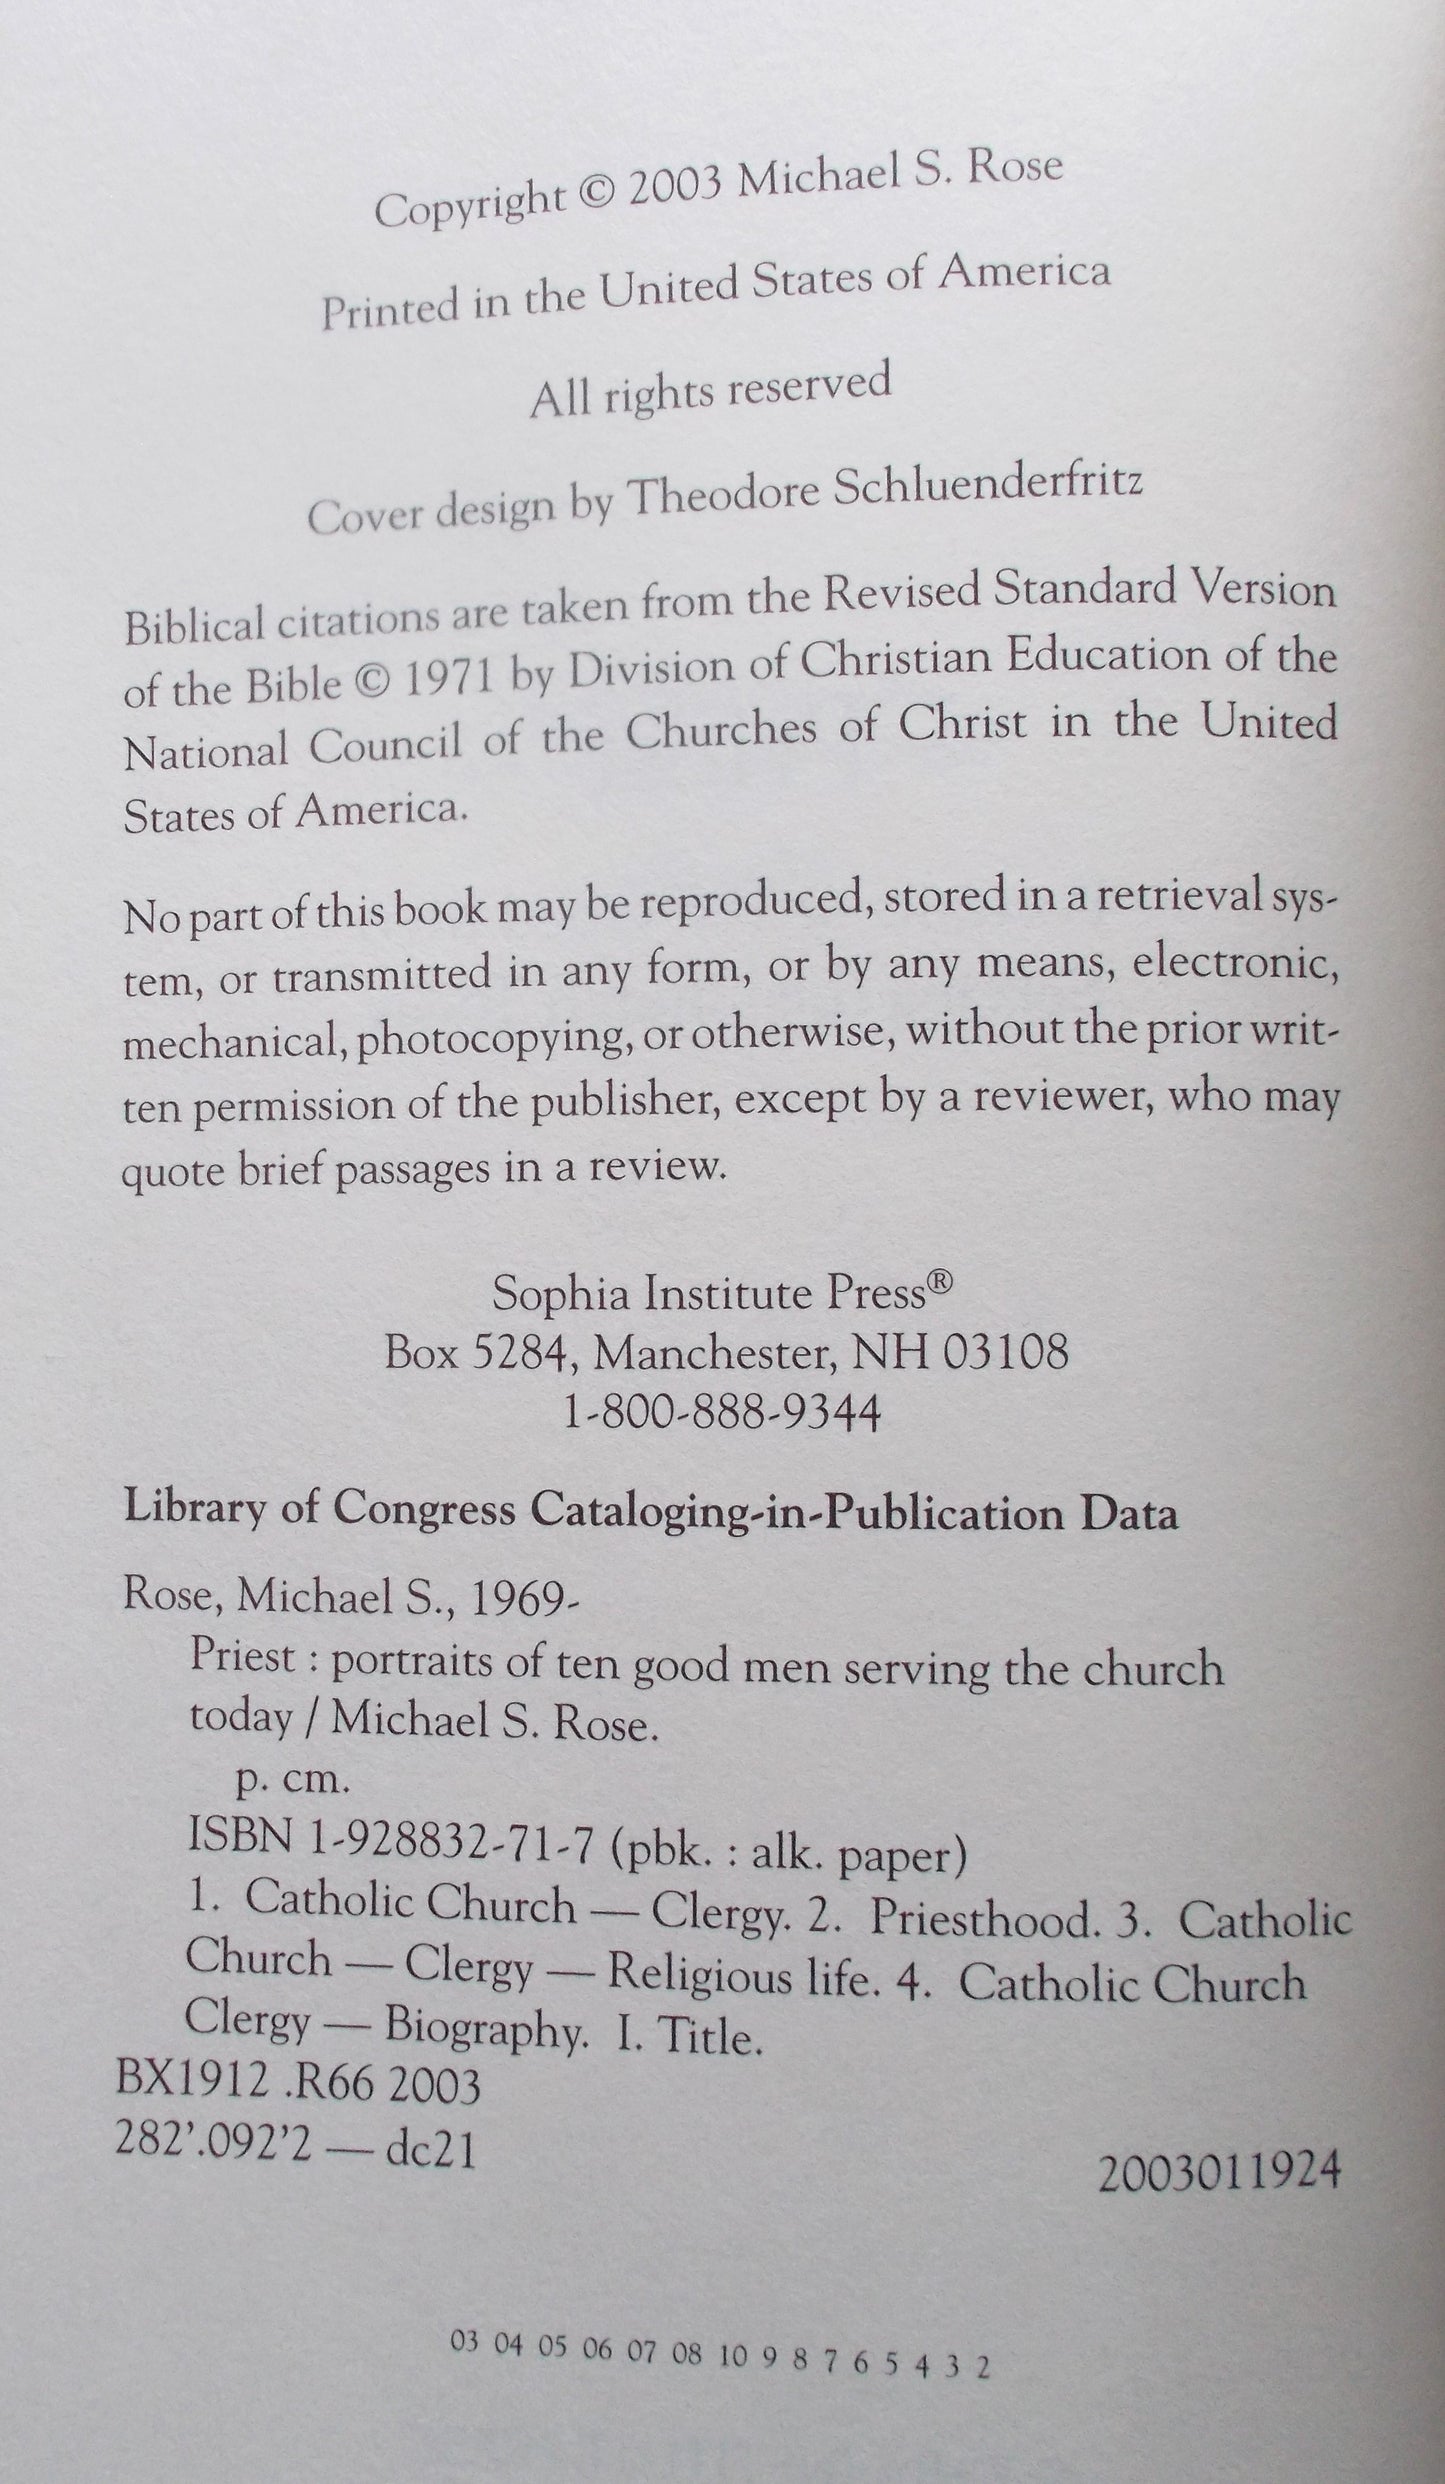 Copyright © 2003 Michael S. Rose
Printed in the United States of America
All rights reserved
Cover design by Theodore Schluenderfritz
Biblical citations are taken from the Revised Standard Version
of the Bible © 1971 by Division of Christian Education of the
National Council of the Churches of Christ in the United
States of America.
No part of this book may be reproduced, stored in a retrieval sys-
tem, or transmitted in any form, or by any means, electronic,
mechanical, photocopying, or otherwise, without the prior writ-
ten permission of the publisher, except by a reviewer, who may
quote brief passages in a review.
Sophia Institute Press®
Box 5284, Manchester, NH 03108
1-800-888-9344
Library of Congress Cataloging-in-Publication Data
Rose, Michael S., 1969-
Priest : portraits of ten good men serving the church
today / Michael S. Rose.
p. cm.
ISBN 1-928832-71-7 (pbk. : alk. paper)
1. Catholic Church — Clergy. 2. Priesthood. 3. Catholic
Church — Clergy — Religious life. 4. Catholic Church
Clergy — Biography. I. Title.
BX1912 .R66 2003
282’.092’2 — dc21
2003011924
03 04 05 06 07 08 10 9 8 7 6 5 4 3 2